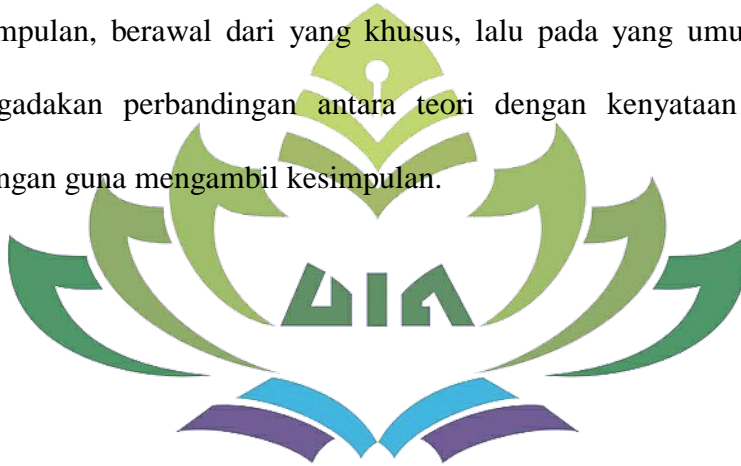 mpulan, berawal dari yang khusus, lalu pada yang umu
gadakan perbandingan antara teori dengan kenyataan
ngan guna mengambil kesimpulan.
UIN